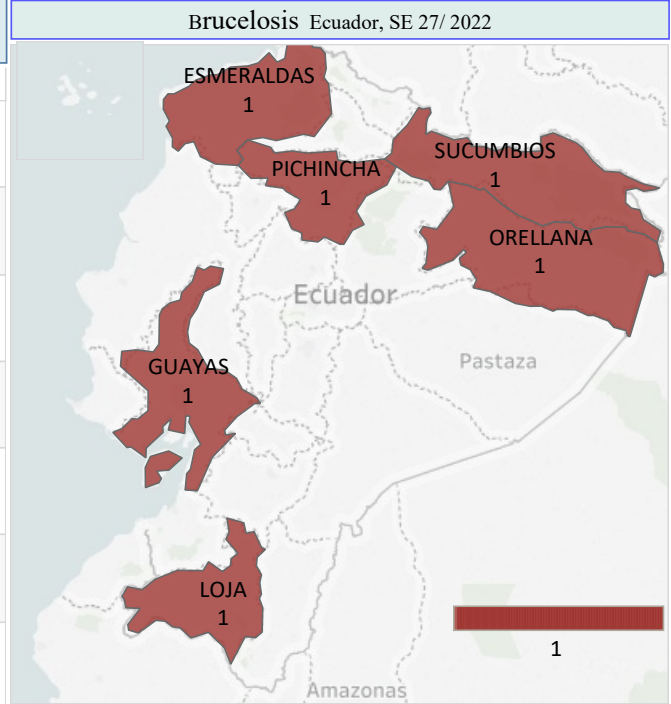 Brucelosis Ecuador, SE 27/ 2022
ESMERALDAS
1
PICHINCHA
1
SUCUMBIOS
1
ORELLANA
1
Ecuador
Pastaza
GUAYAS
1
LOJA
1
1
Amazonas